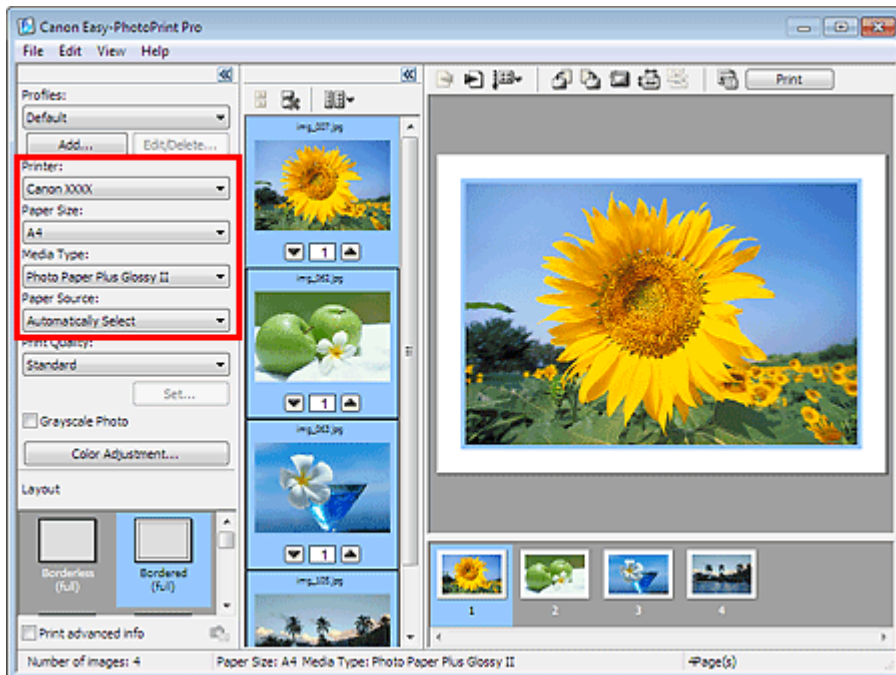 Canon Easy-PhotoPrint Pro
File Edit View Help
Profiles:
Default
Add... Edit/Delete...
Printer:
Canon XXXX
Paper Size:
A4
Media Type:
Photo Paper Plus Glossy II
Paper Source:
Automatically Select
Print Quality:
Standard
Set...
Grayscale Photo
Color Adjustment...
Layout
Borderless
(full)
Bordered
(full)
Print advanced info
img_007.jpg
1
img_062.jpg
1
img_063.jpg
1
img_105.jpg
Print
1 2 3 4
Number of images: 4 Paper Size: A4 Media Type: Photo Paper Plus Glossy II 4Page(s)